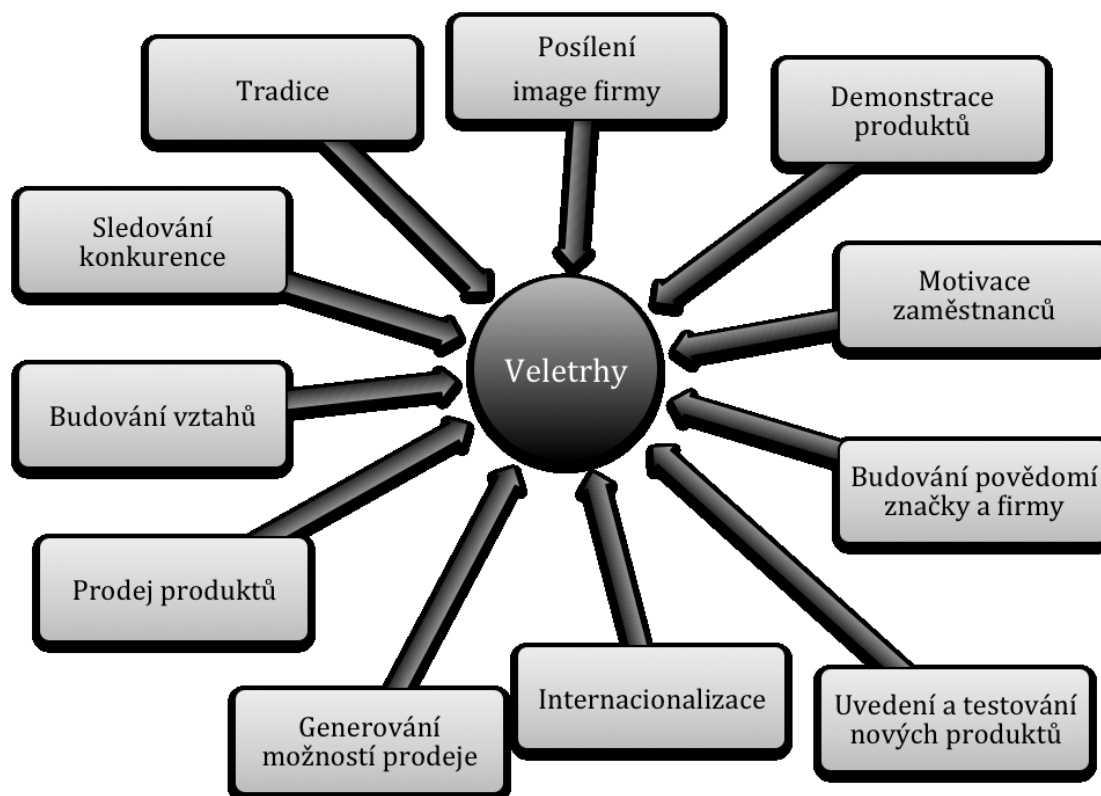 Posílení
image firmy
Tradice
Demonstrace
produktů
Sledování
konkurence
Motivace
zaměstnanců
Veletrhy
Budování vztahů
Budování povědomí
značky a firmy
Prodej produktů
Internacionalizace
Uvedení a testování
nových produktů
Generování
možností prodeje